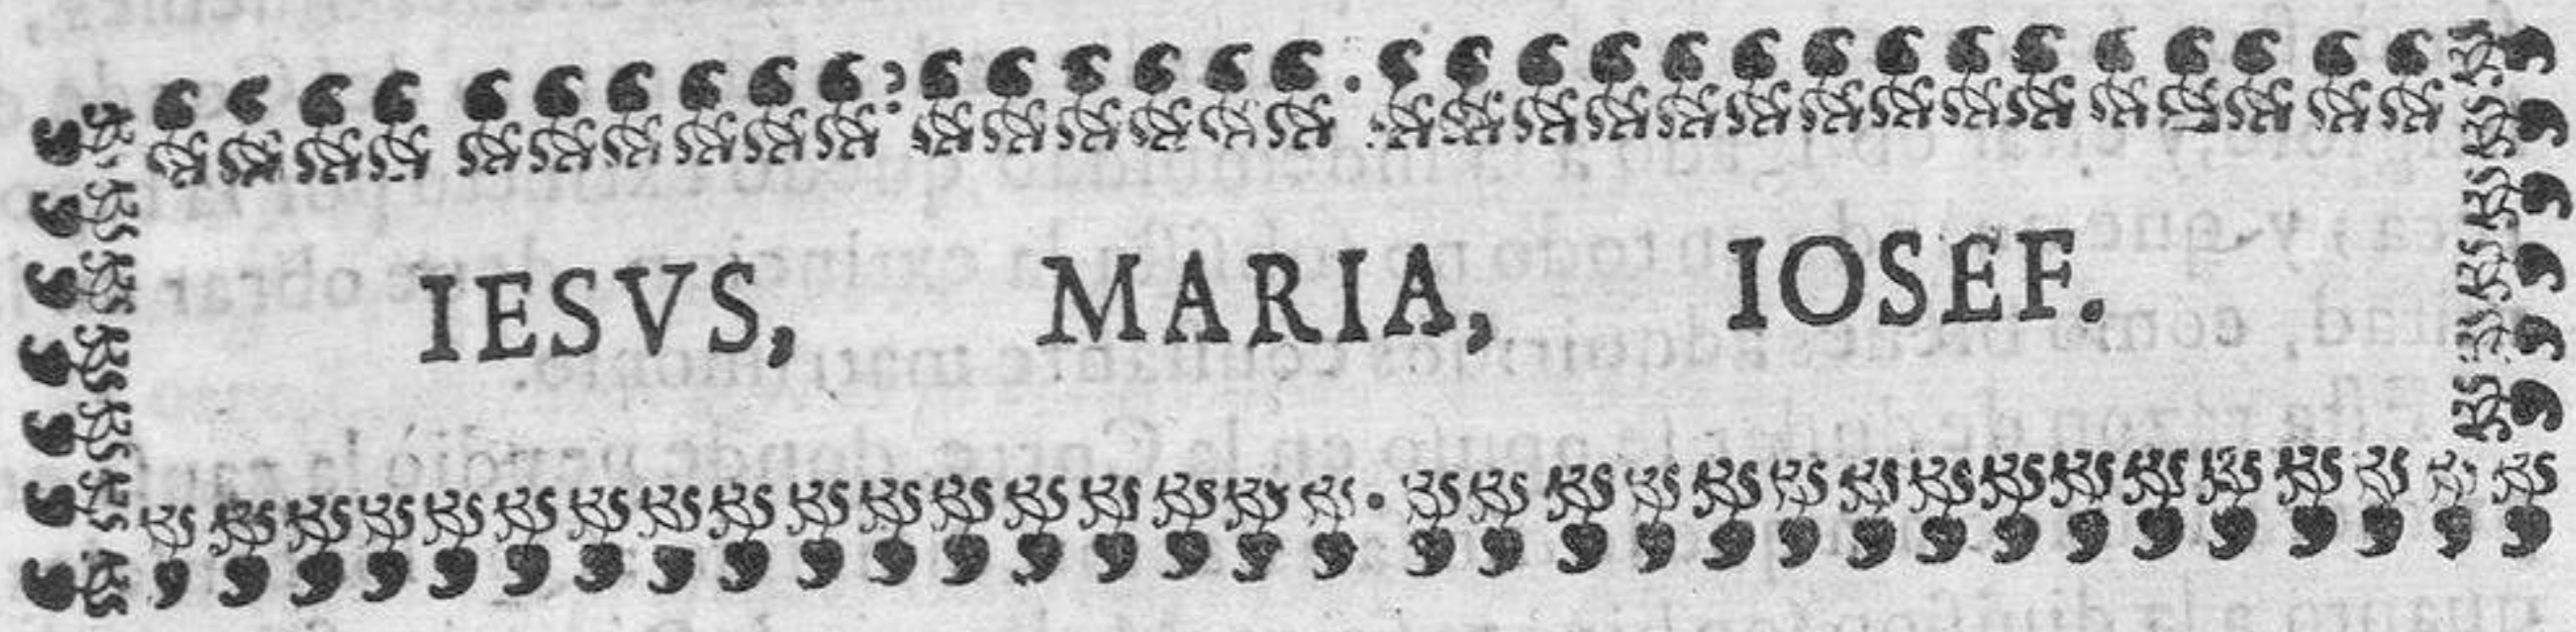 IESVS, MARIA, IOSEF.